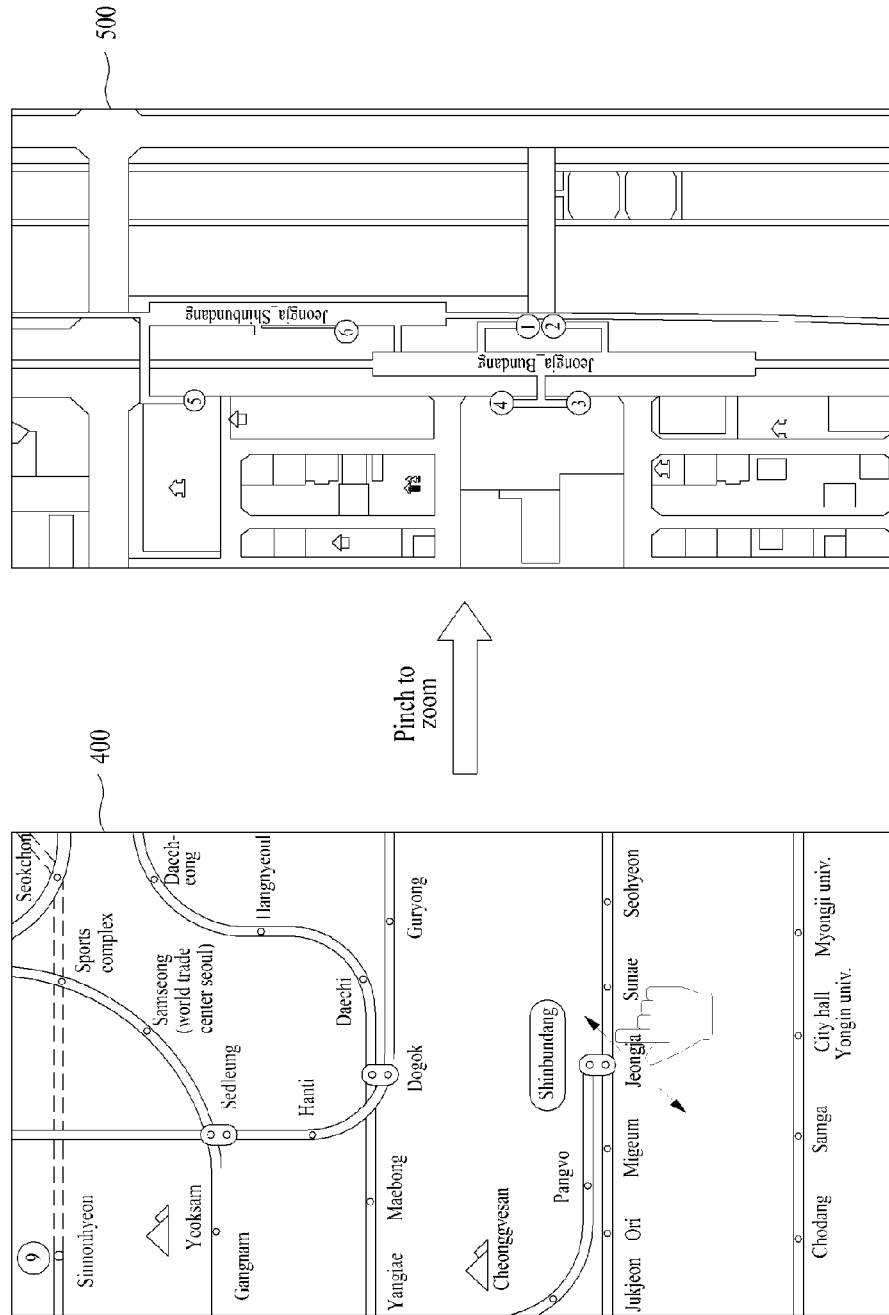 400
9
Sinnonhyeon
Sports
complex
Seokchon
Yeoksam
Samseong
(world trade
center seoul)
Daech-
eong
Gangnam
Sedleung
Hanti
Hangnyeoul
Daechi
Yangiae
Maebong
Dogok
Guryong
Cheonggyesan
Shinbundang
Pangyo
Jukjeon
Ori
Migeum
Jeongja
Sunae
Seohyeon
Chodang
Samga
City hall
Yongin univ.
Myongji univ.
Pinch to
zoom
500
Jeongja_Shinbundang
6
5
Jeongja_Bundang
1
2
4
3